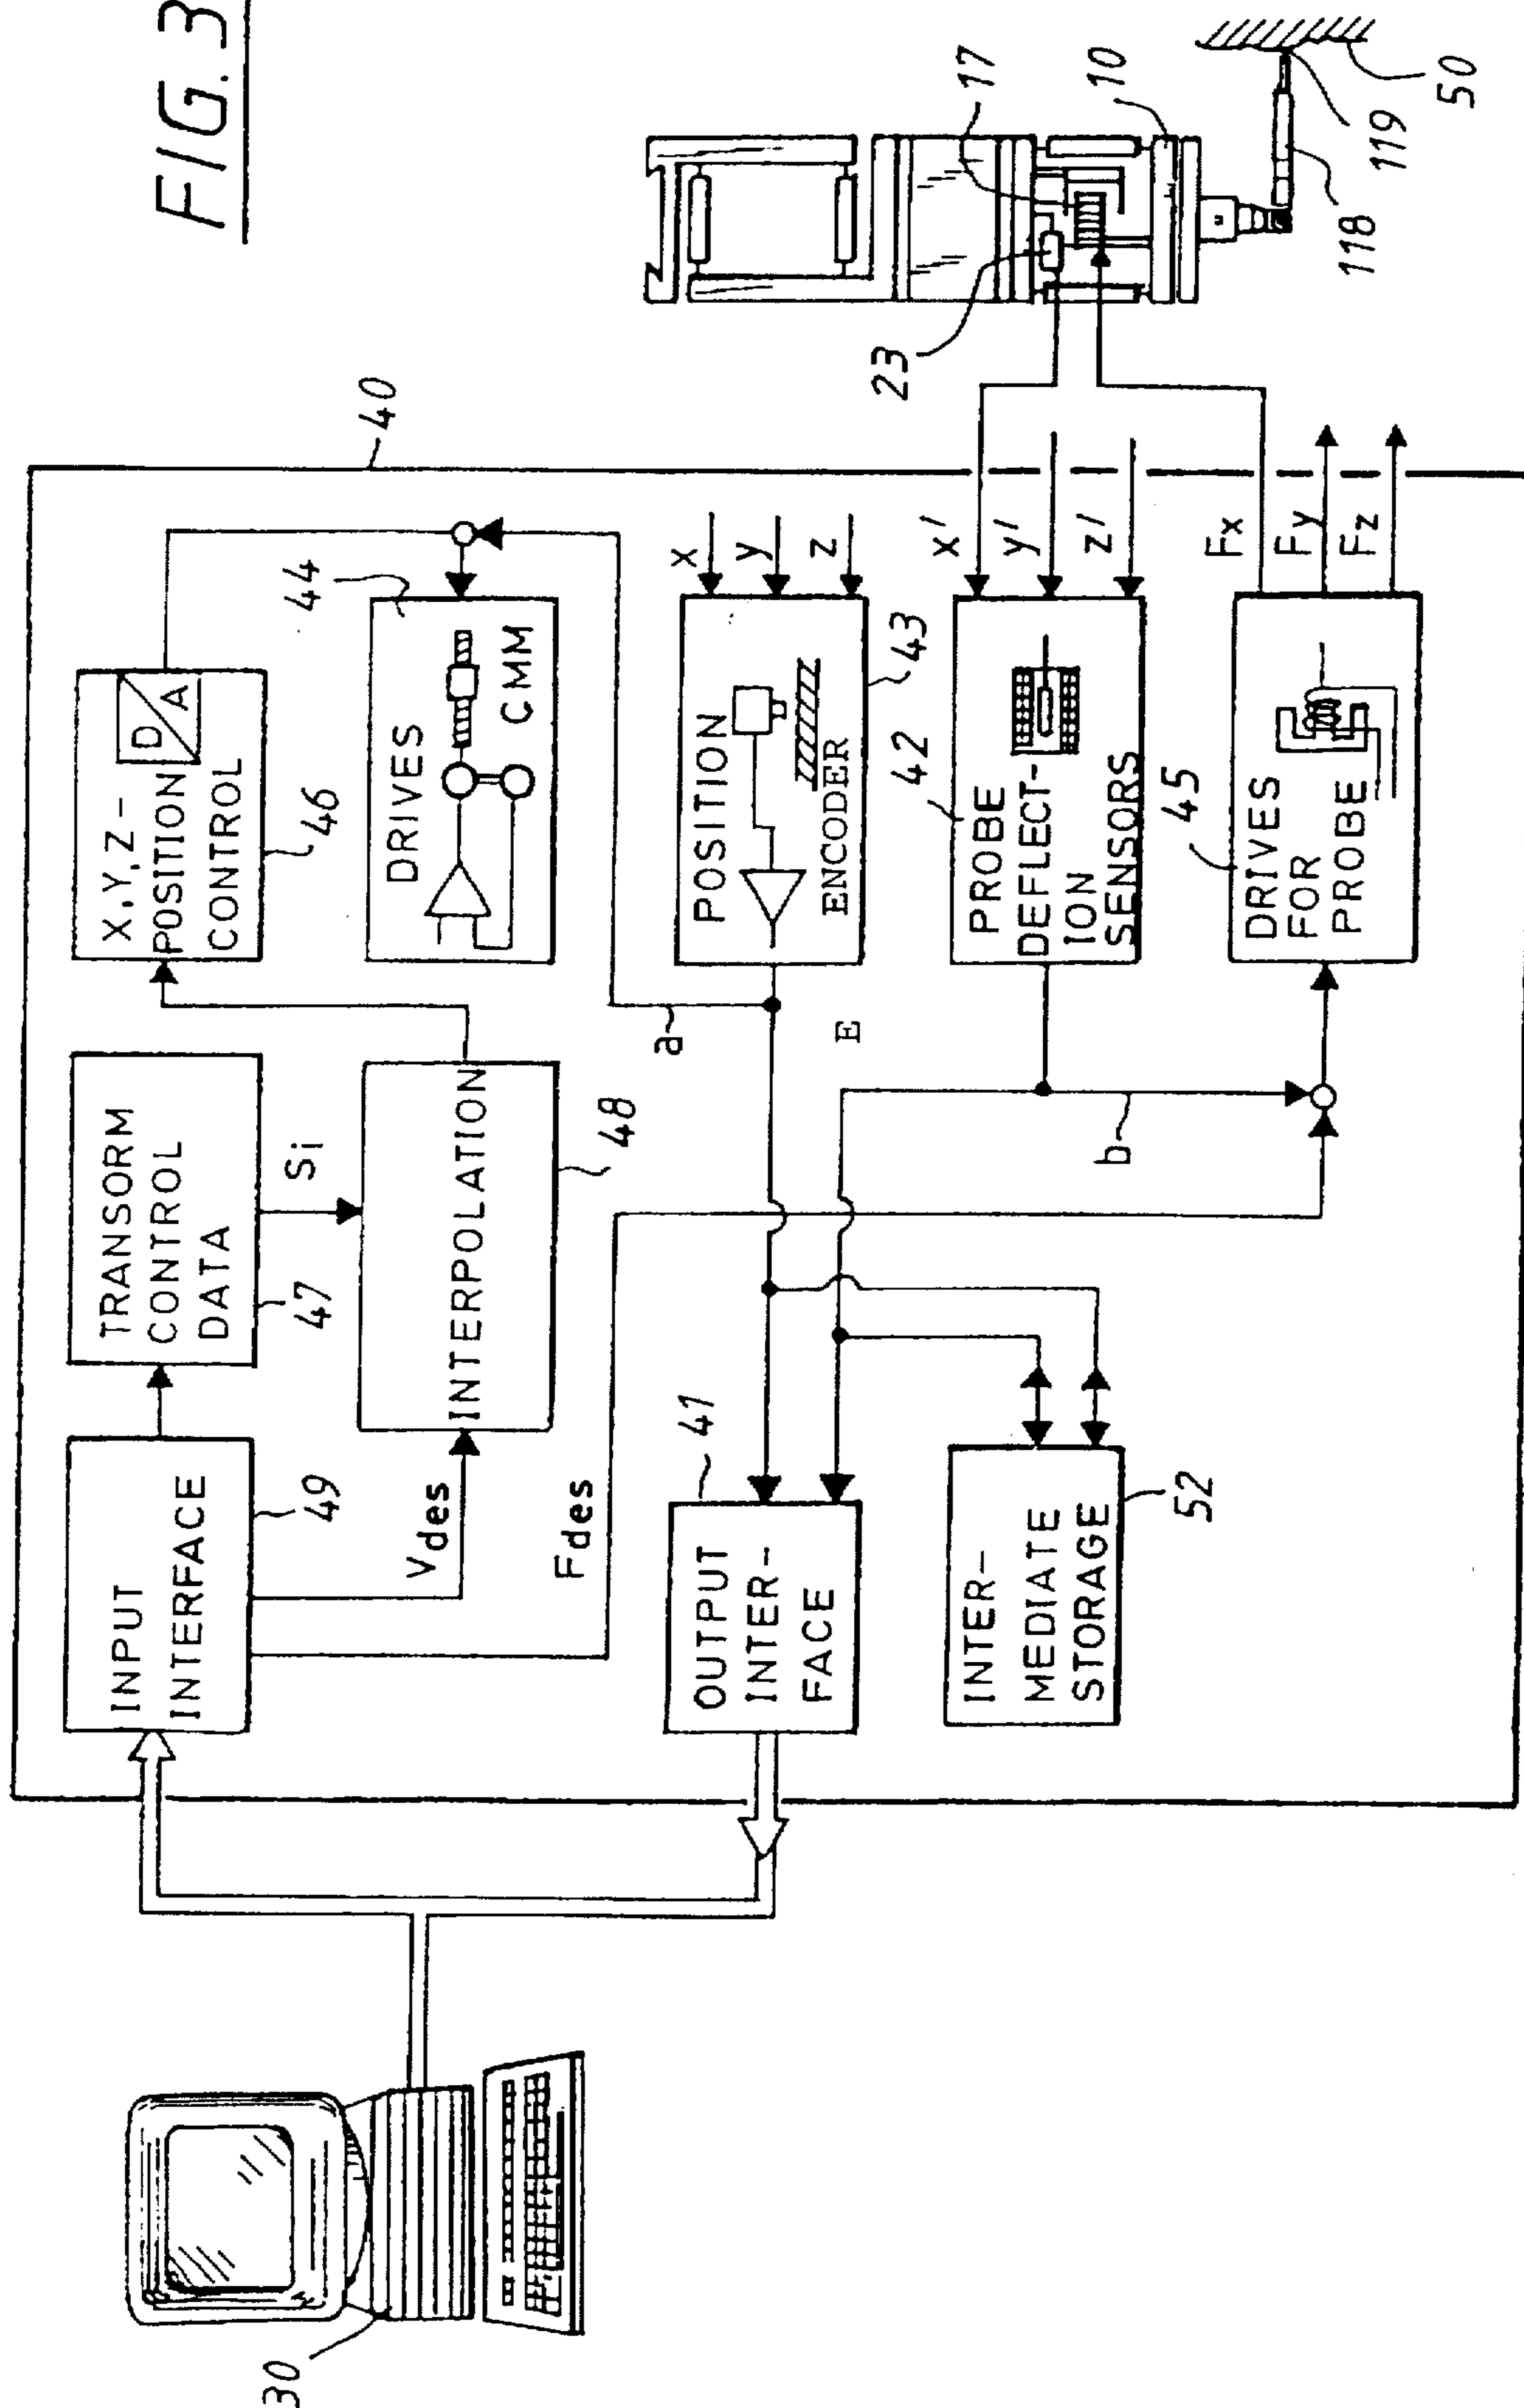 FIG. 3
40
INPUT
INTERFACE
49
TRANSORM
CONTROL
DATA
47
X,Y,Z-
POSITION
CONTROL
D
A
46
Si
Vdes
Fdes
INTERPOLATION
48
DRIVES
CMM
44
30
OUTPUT
INTER-
FACE
41
a
E
POSITION
ENCODER
43
x
y
z
INTER-
MEDIATE
STORAGE
52
b
PROBE
DEFLECT-
ION
SENSORS
42
x'
y'
z'
DRIVES
FOR
PROBE
45
Fx
Fy
Fz
23
17
10
118
119
50